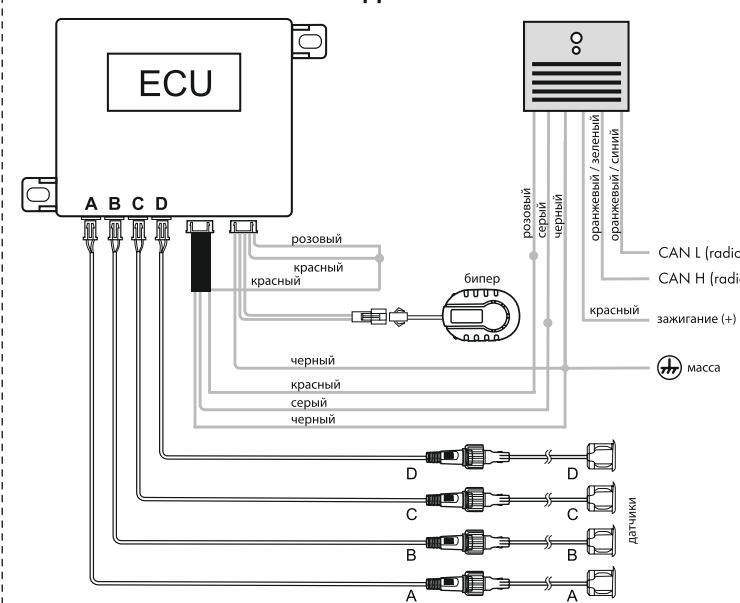 ECU
A B C D
розовый
красный
красный
бипер
розовый
серый
черный
оранжевый / зеленый
оранжевый / синий
CAN L (radio
CAN H (radi
красный
зажигание (+)
масса
черный
красный
серый
черный
D
D
C
C
B
B
A
A
датчики